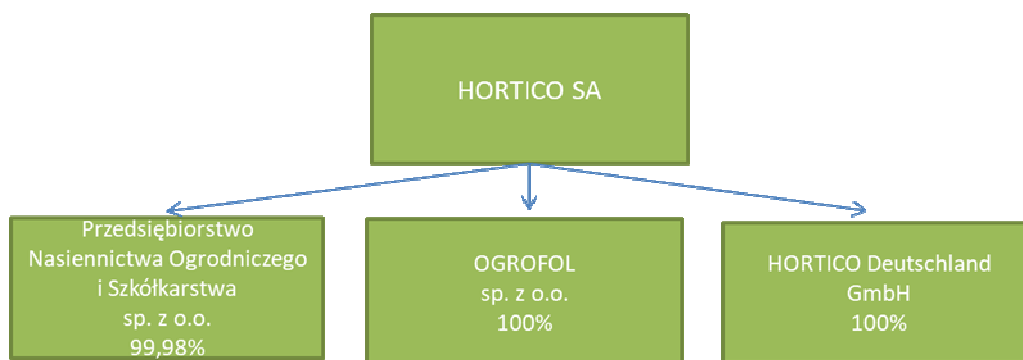 HORTICO SA
Przedsiębiorstwo
Nasiennictwa Ogrodniczego
i Szkółkarstwa
sp. z o.o.
99,98%
OGROFOL
sp. z o.o.
100%
HORTICO Deutschland
GmbH
100%